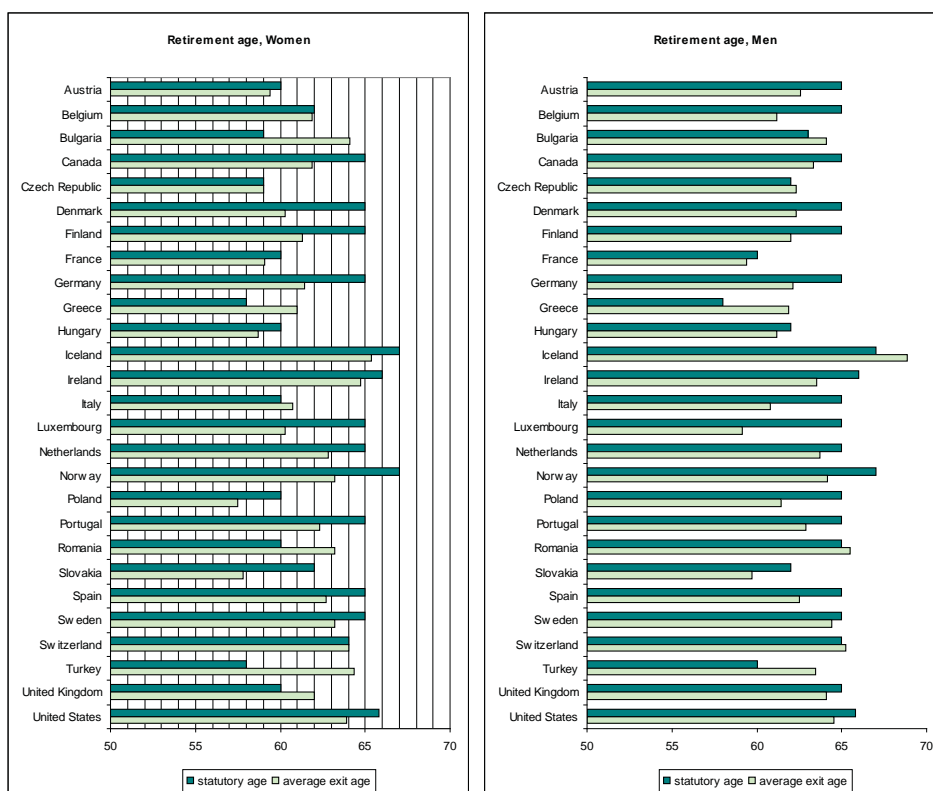 Retirement age, Women
Austria
Belgium
Bulgaria
Canada
Czech Republic
Denmark
Finland
France
Germany
Greece
Hungary
Iceland
Ireland
Italy
Luxembourg
Netherlands
Norway
Poland
Portugal
Romania
Slovakia
Spain
Sweden
Switzerland
Turkey
United Kingdom
United States
50 55 60 65 70
statutory age average exit age
Retirement age, Men
Austria
Belgium
Bulgaria
Canada
Czech Republic
Denmark
Finland
France
Germany
Greece
Hungary
Iceland
Ireland
Italy
Luxembourg
Netherlands
Norway
Poland
Portugal
Romania
Slovakia
Spain
Sweden
Switzerland
Turkey
United Kingdom
United States
50 55 60 65 70
statutory age average exit age